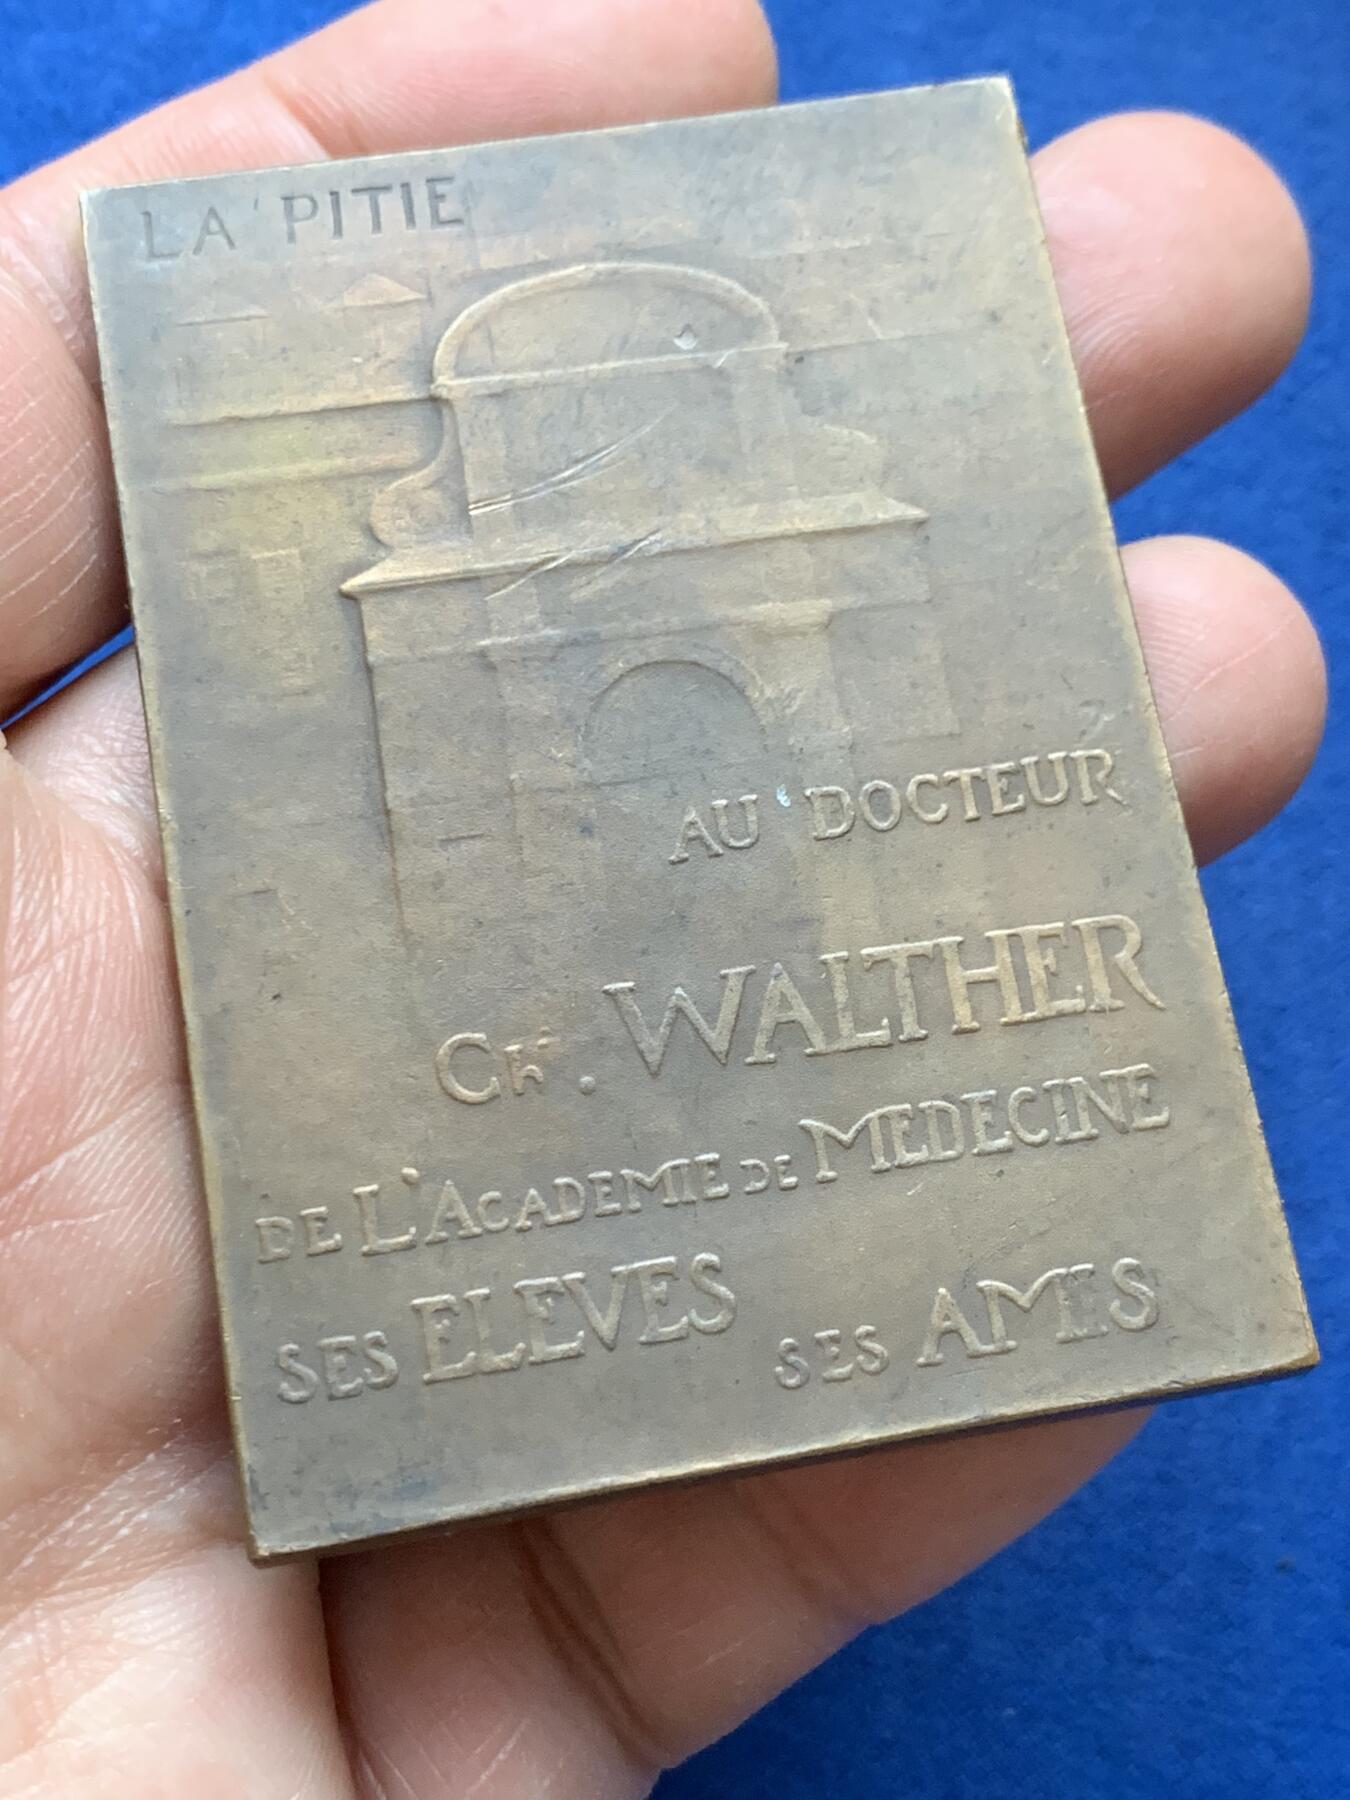 LA PITIE
AU DOCTEUR
Ch. WALTHER
DE L'ACADEMIE DE MEDECINE
SES ELEVES SES AMIS